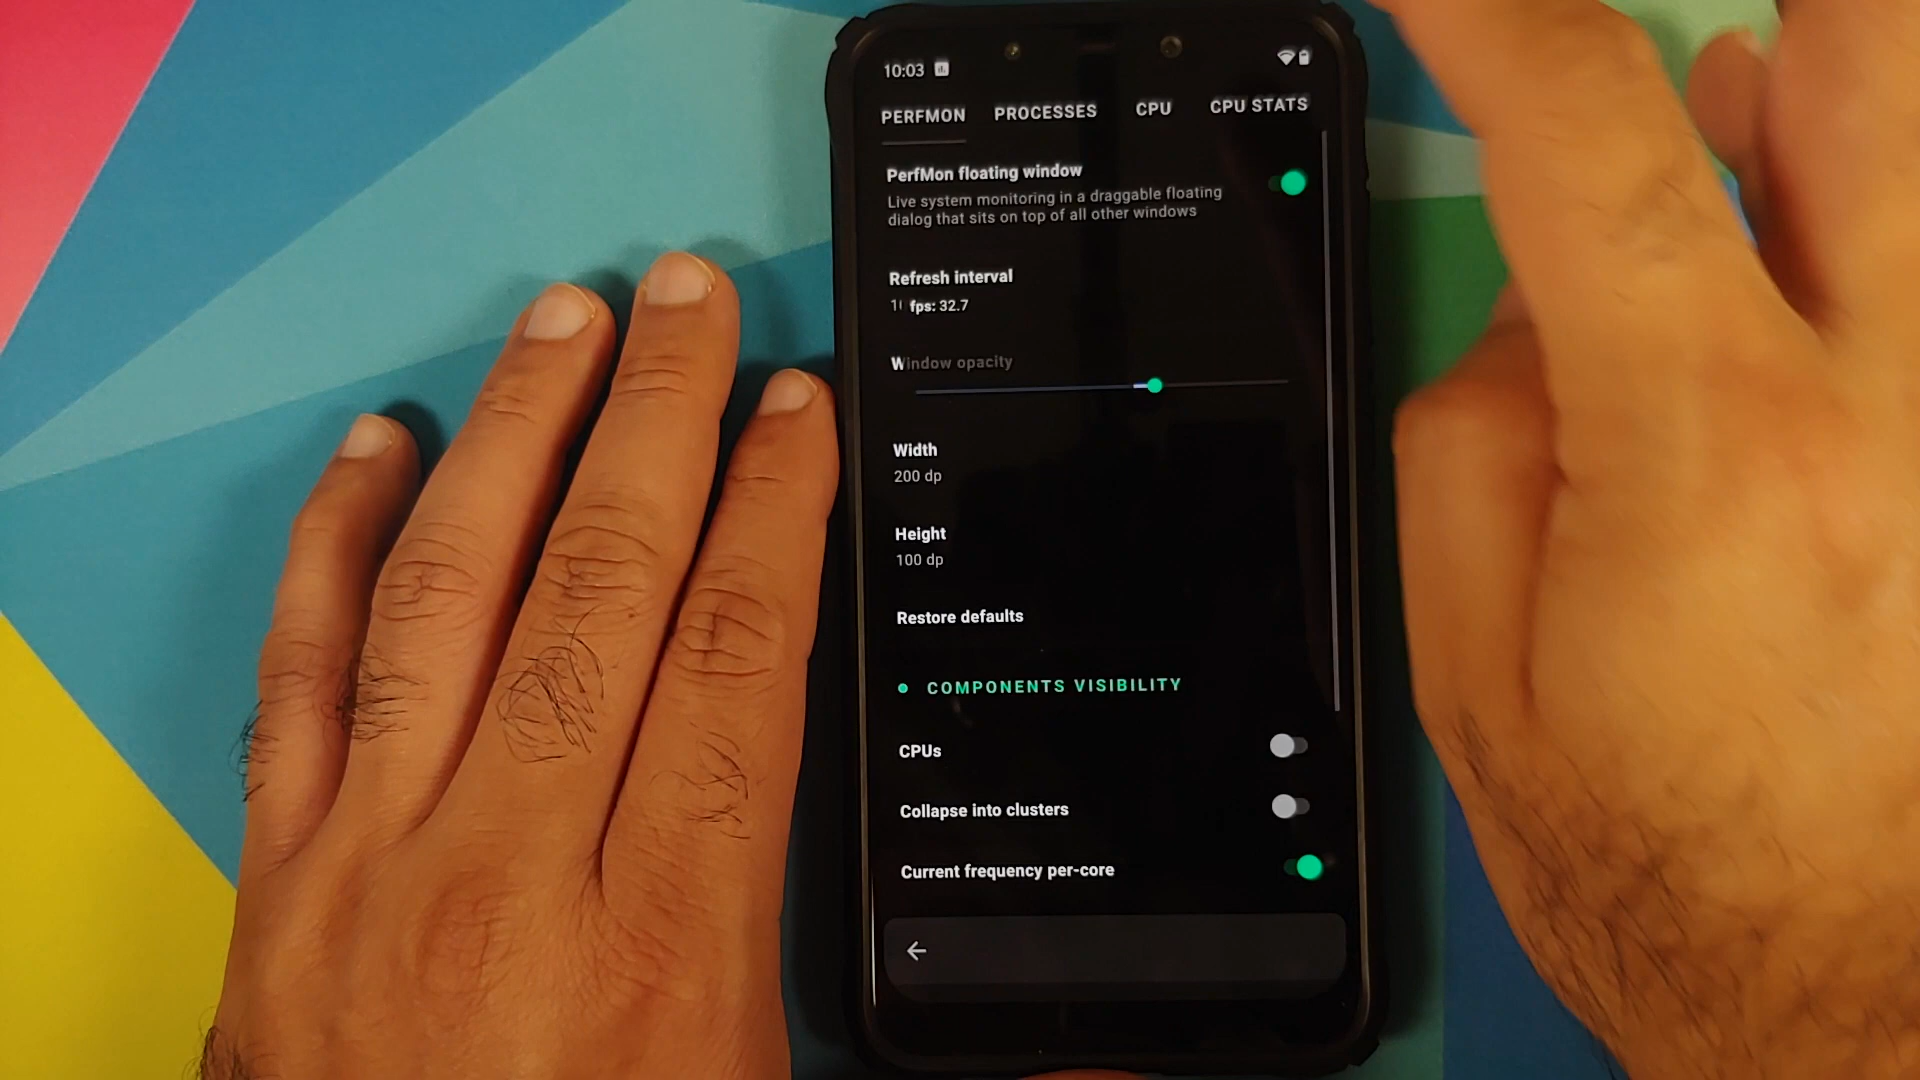 10:03
PERFMON PROCESSES CPU CPU STATS
PerfMon floating window
Live system monitoring in a draggable floating
dialog that sits on top of all other windows
Refresh interval
fps: 32.7
Window opacity
Width
200 dp
Height
100 dp
Restore defaults
COMPONENTS VISIBILITY
CPUs
Collapse into clusters
Current frequency per-core